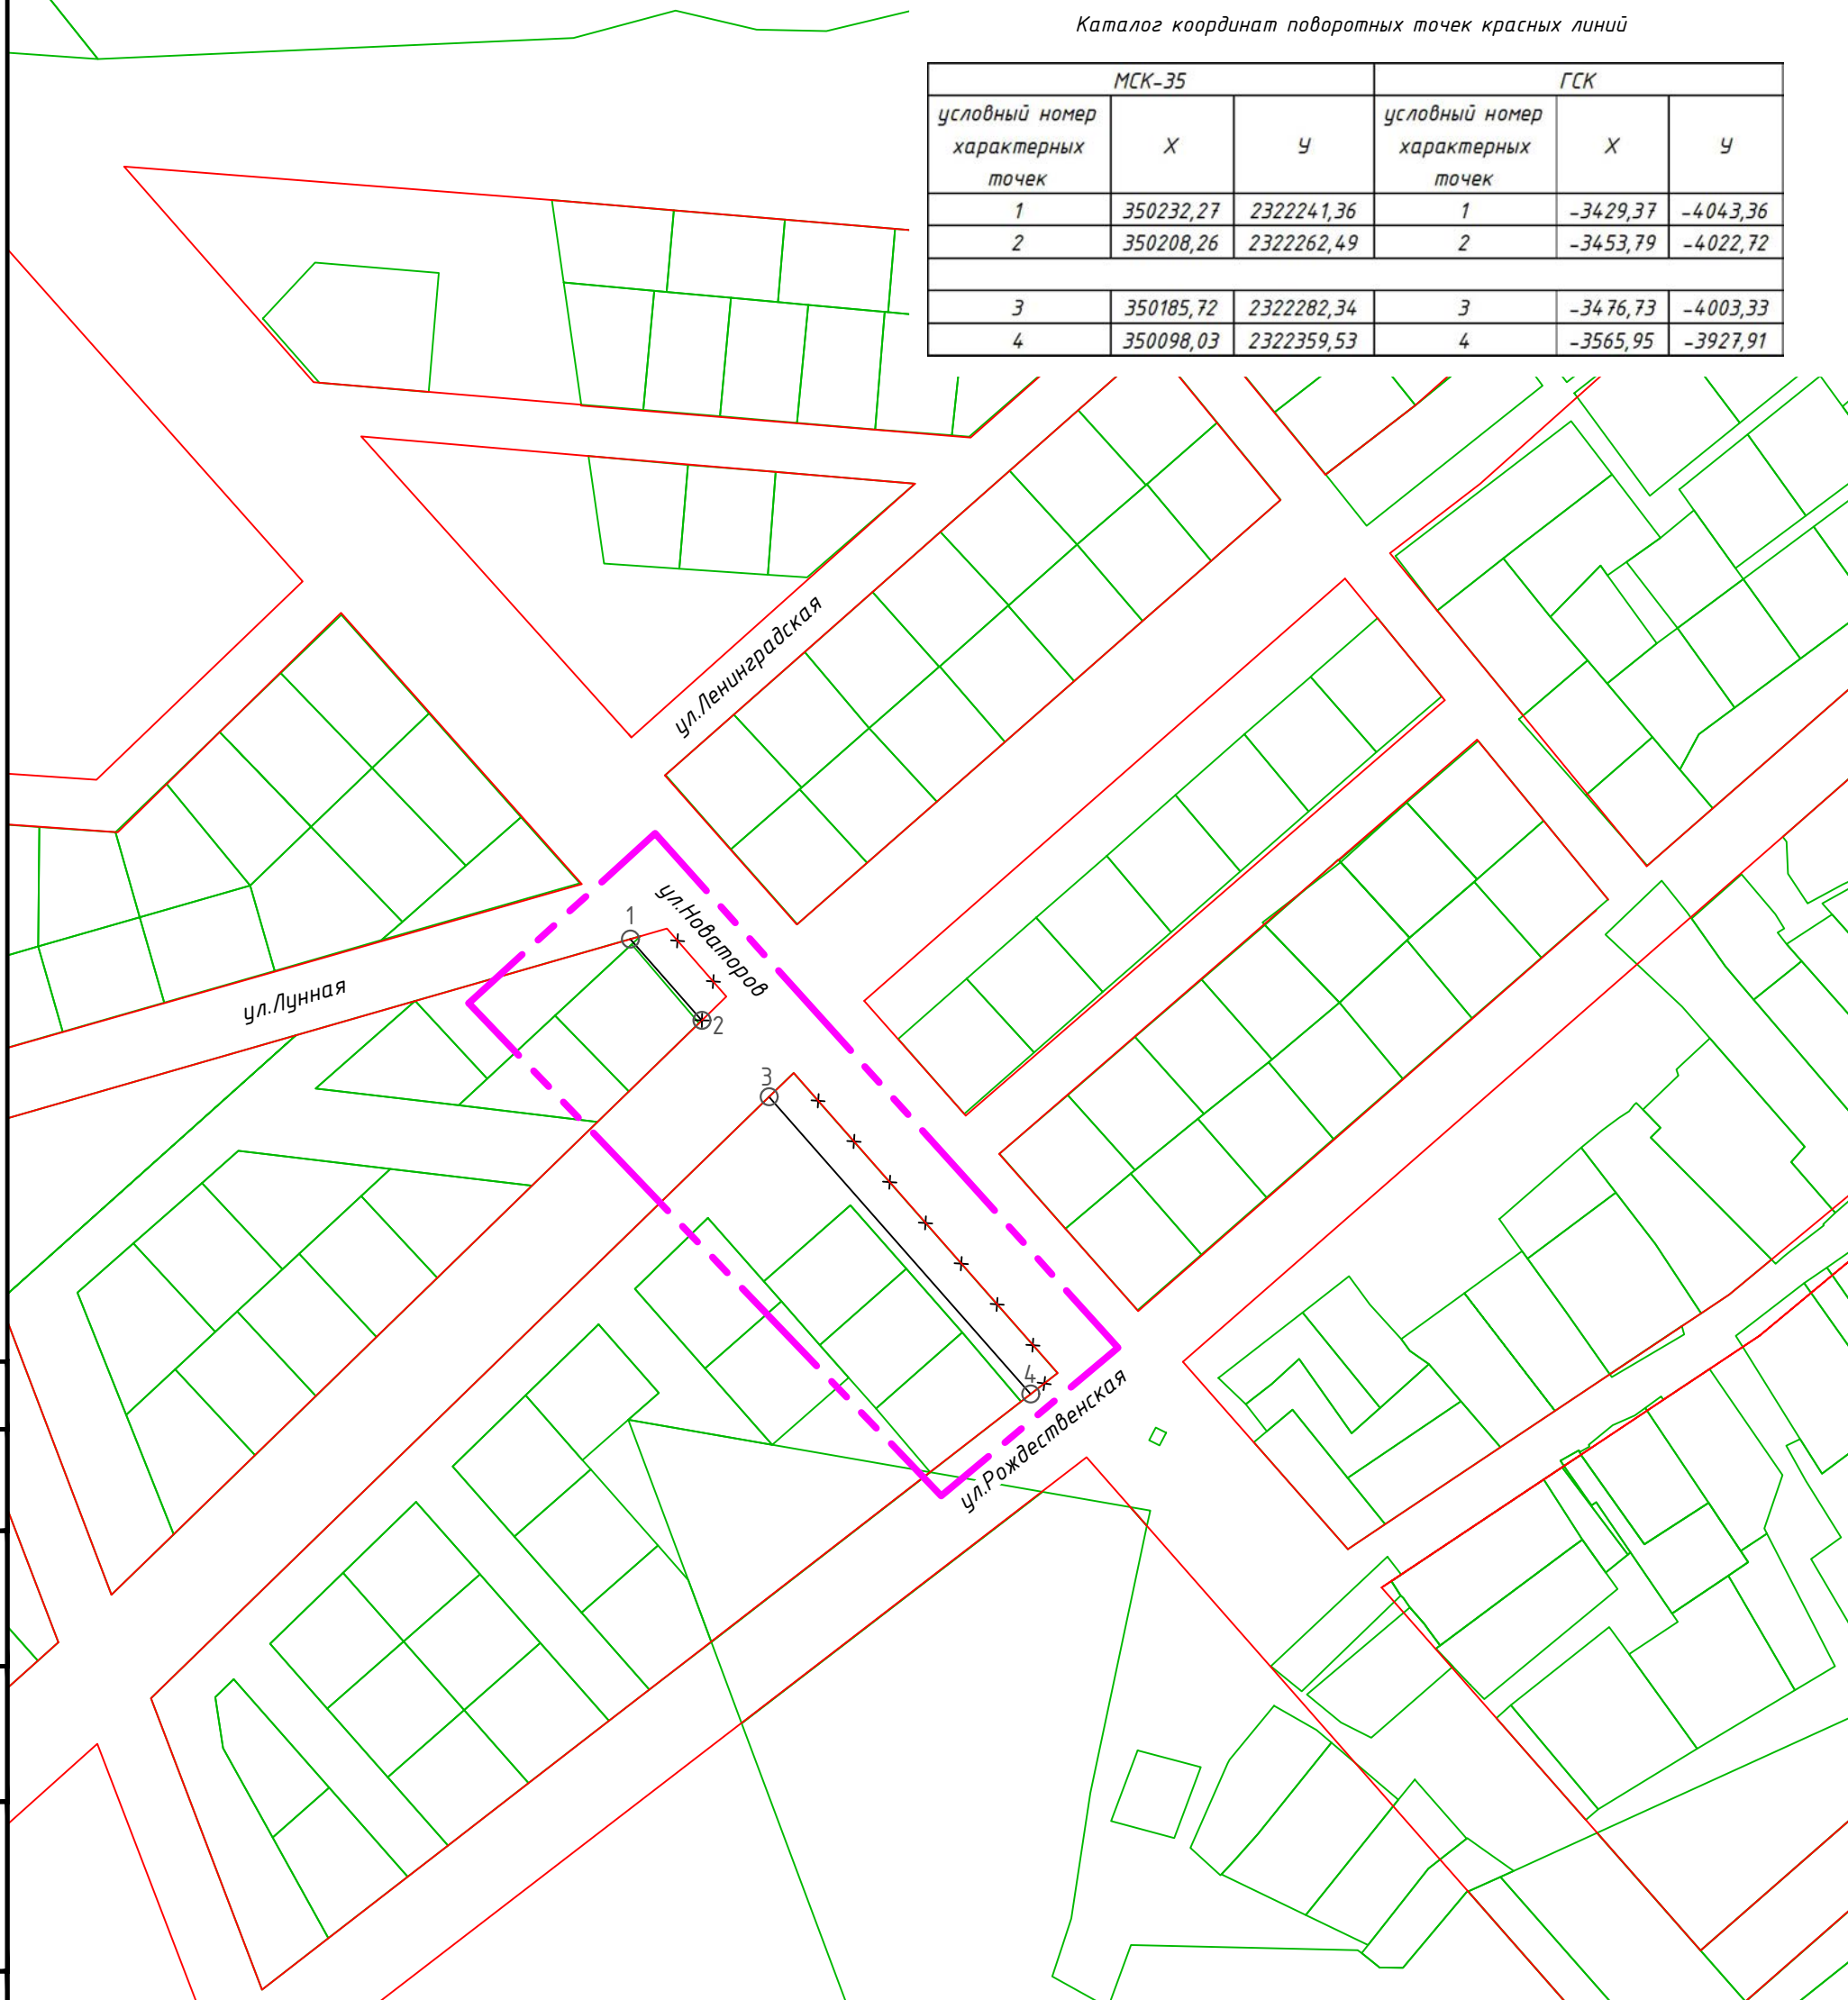 Каталог координат поворотных точек красных линий
МСК-35 ГСК
условный номер характерных точек X У условный номер характерных точек X У
1 350232,27 2322241,36 1 -3429,37 -4043,36
2 350208,26 2322262,49 2 -3453,79 -4022,72
3 350185,72 2322282,34 3 -3476,73 -4003,33
4 350098,03 2322359,53 4 -3565,95 -3927,91
ул.Ленинградская
ул.Новаторов
1
ул.Лунная
2
3
4
ул.Рождественская